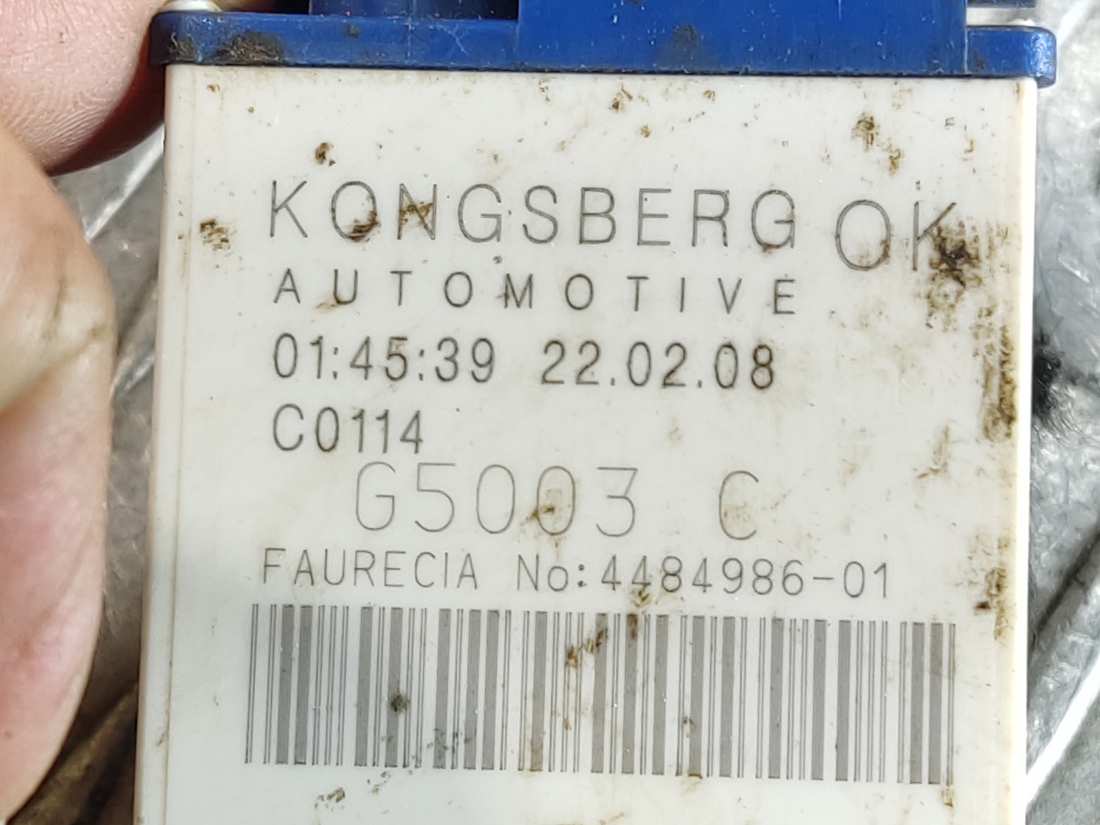 KONGSBERG OK
AUTOMOTIVE
01:45:39 22.02.08
C0114
G5003 C
FAURECIA No:4484986-01